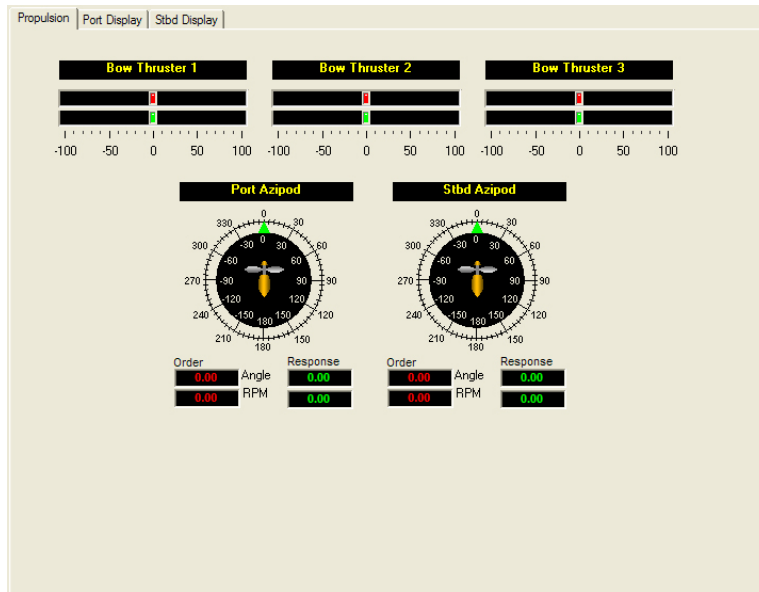 Propulsion Port Display Stbd Display
Bow Thruster 1 Bow Thruster 2 Bow Thruster 3
-100 -50 0 50 100 -100 -50 0 50 100 -100 -50 0 50 100
Port Azipod Stbd Azipod
0 0
330 30 330 30
-30 0 30 -30 0 30
300 60 300 60
-60 60 -60 60
270 -90 90 90 270 -90 90 90
-120 120 -120 120
240 120 240 120
-150 180 150 -150 180 150
210 150 210 150
180 180
Order Response Order Response
0.00 Angle 0.00 0.00 Angle 0.00
0.00 RPM 0.00 0.00 RPM 0.00